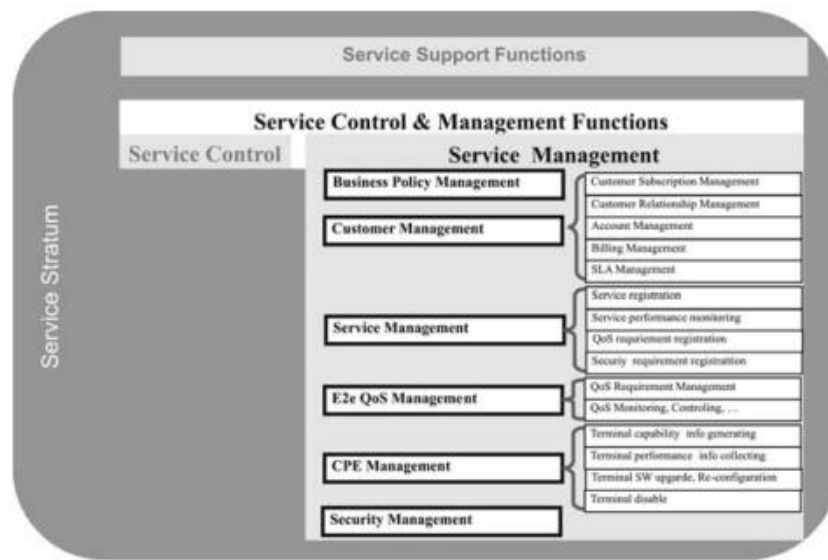 Service Support Functions
Service Control & Management Functions
Service Control
Service Management
Service Stratum
Business Policy Management
Customer Management
Customer Subscription Management
Customer Relationship Management
Account Management
Billing Management
SLA Management
Service Management
Service registration
Service performance monitoring
QoS requriement registration
Securiy requirement registrattion
E2e QoS Management
QoS Requirement Management
QoS Monitoring, Controling, ...
CPE Management
Terminal capability info generating
Terminal performance info collecting
Terminal SW upgarde, Re-configuration
Terminal disable
Security Management